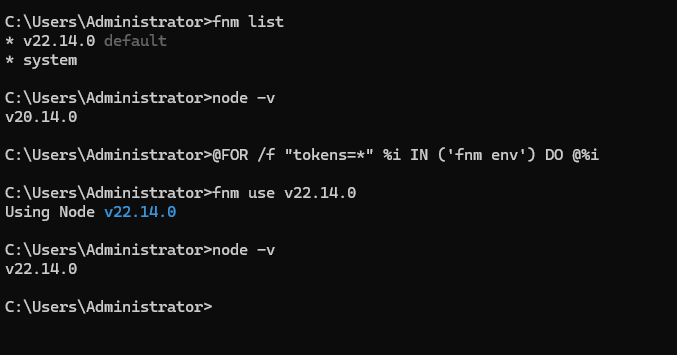 C:\Users\Administrator>fnm list
* v22.14.0 default
* system
C:\Users\Administrator>node -v
v20.14.0
C:\Users\Administrator>@FOR /f "tokens=*" %i IN ('fnm env') DO @%i
C:\Users\Administrator>fnm use v22.14.0
Using Node v22.14.0
C:\Users\Administrator>node -v
v22.14.0
C:\Users\Administrator>